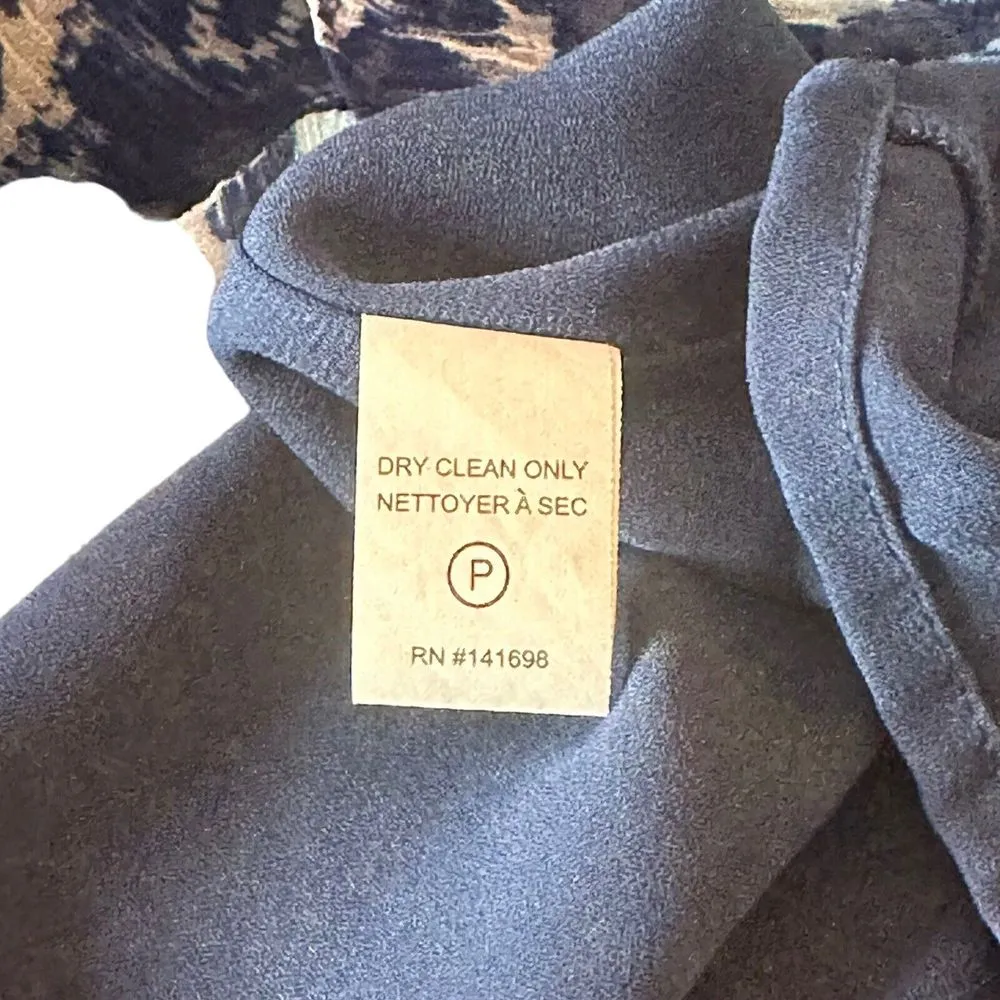 DRY CLEAN ONLY
NETTOYER À SEC
P
RN #141698